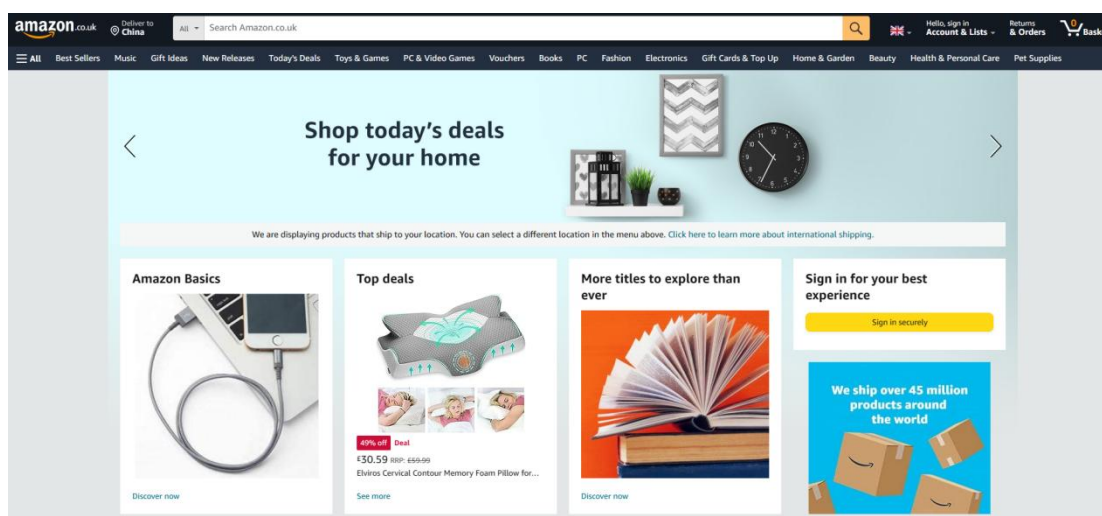 amazon.co.uk
Deliver to
China
All
Search Amazon.co.uk
Hello, sign in
Account & Lists
Returns
& Orders
0
Bask
All Best Sellers Music Gift Ideas New Releases Today's Deals Toys & Games PC & Video Games Vouchers Books PC Fashion Electronics Gift Cards & Top Up Home & Garden Beauty Health & Personal Care Pet Supplies
Shop today's deals
for your home
We are displaying products that ship to your location. You can select a different location in the menu above. Click here to learn more about international shipping.
Amazon Basics
Discover now
Top deals
49% off Deal
£30.59 RRP: £59.99
Elviros Cervical Contour Memory Foam Pillow for...
See more
More titles to explore than
ever
Discover now
Sign in for your best
experience
Sign in securely
We ship over 45 million
products around
the world